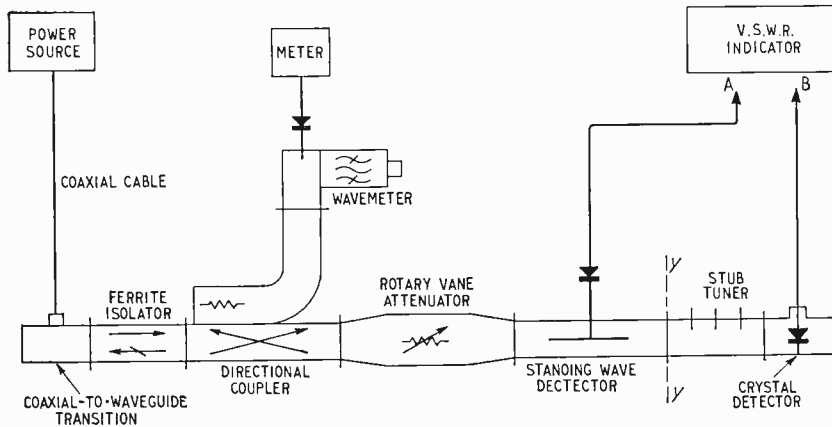 POWER
SOURCE
METER
V.S.W.R.
INDICATOR
A
B
COAXIAL CABLE
WAVEMETER
FERRITE
ISOLATOR
ROTARY VANE
ATTENUATOR
y
STUB
TUNER
DIRECTIONAL
COUPLER
STANDING WAVE
DECTECTOR
y
CRYSTAL
DETECTOR
COAXIAL-TO-WAVEGUIDE
TRANSITION